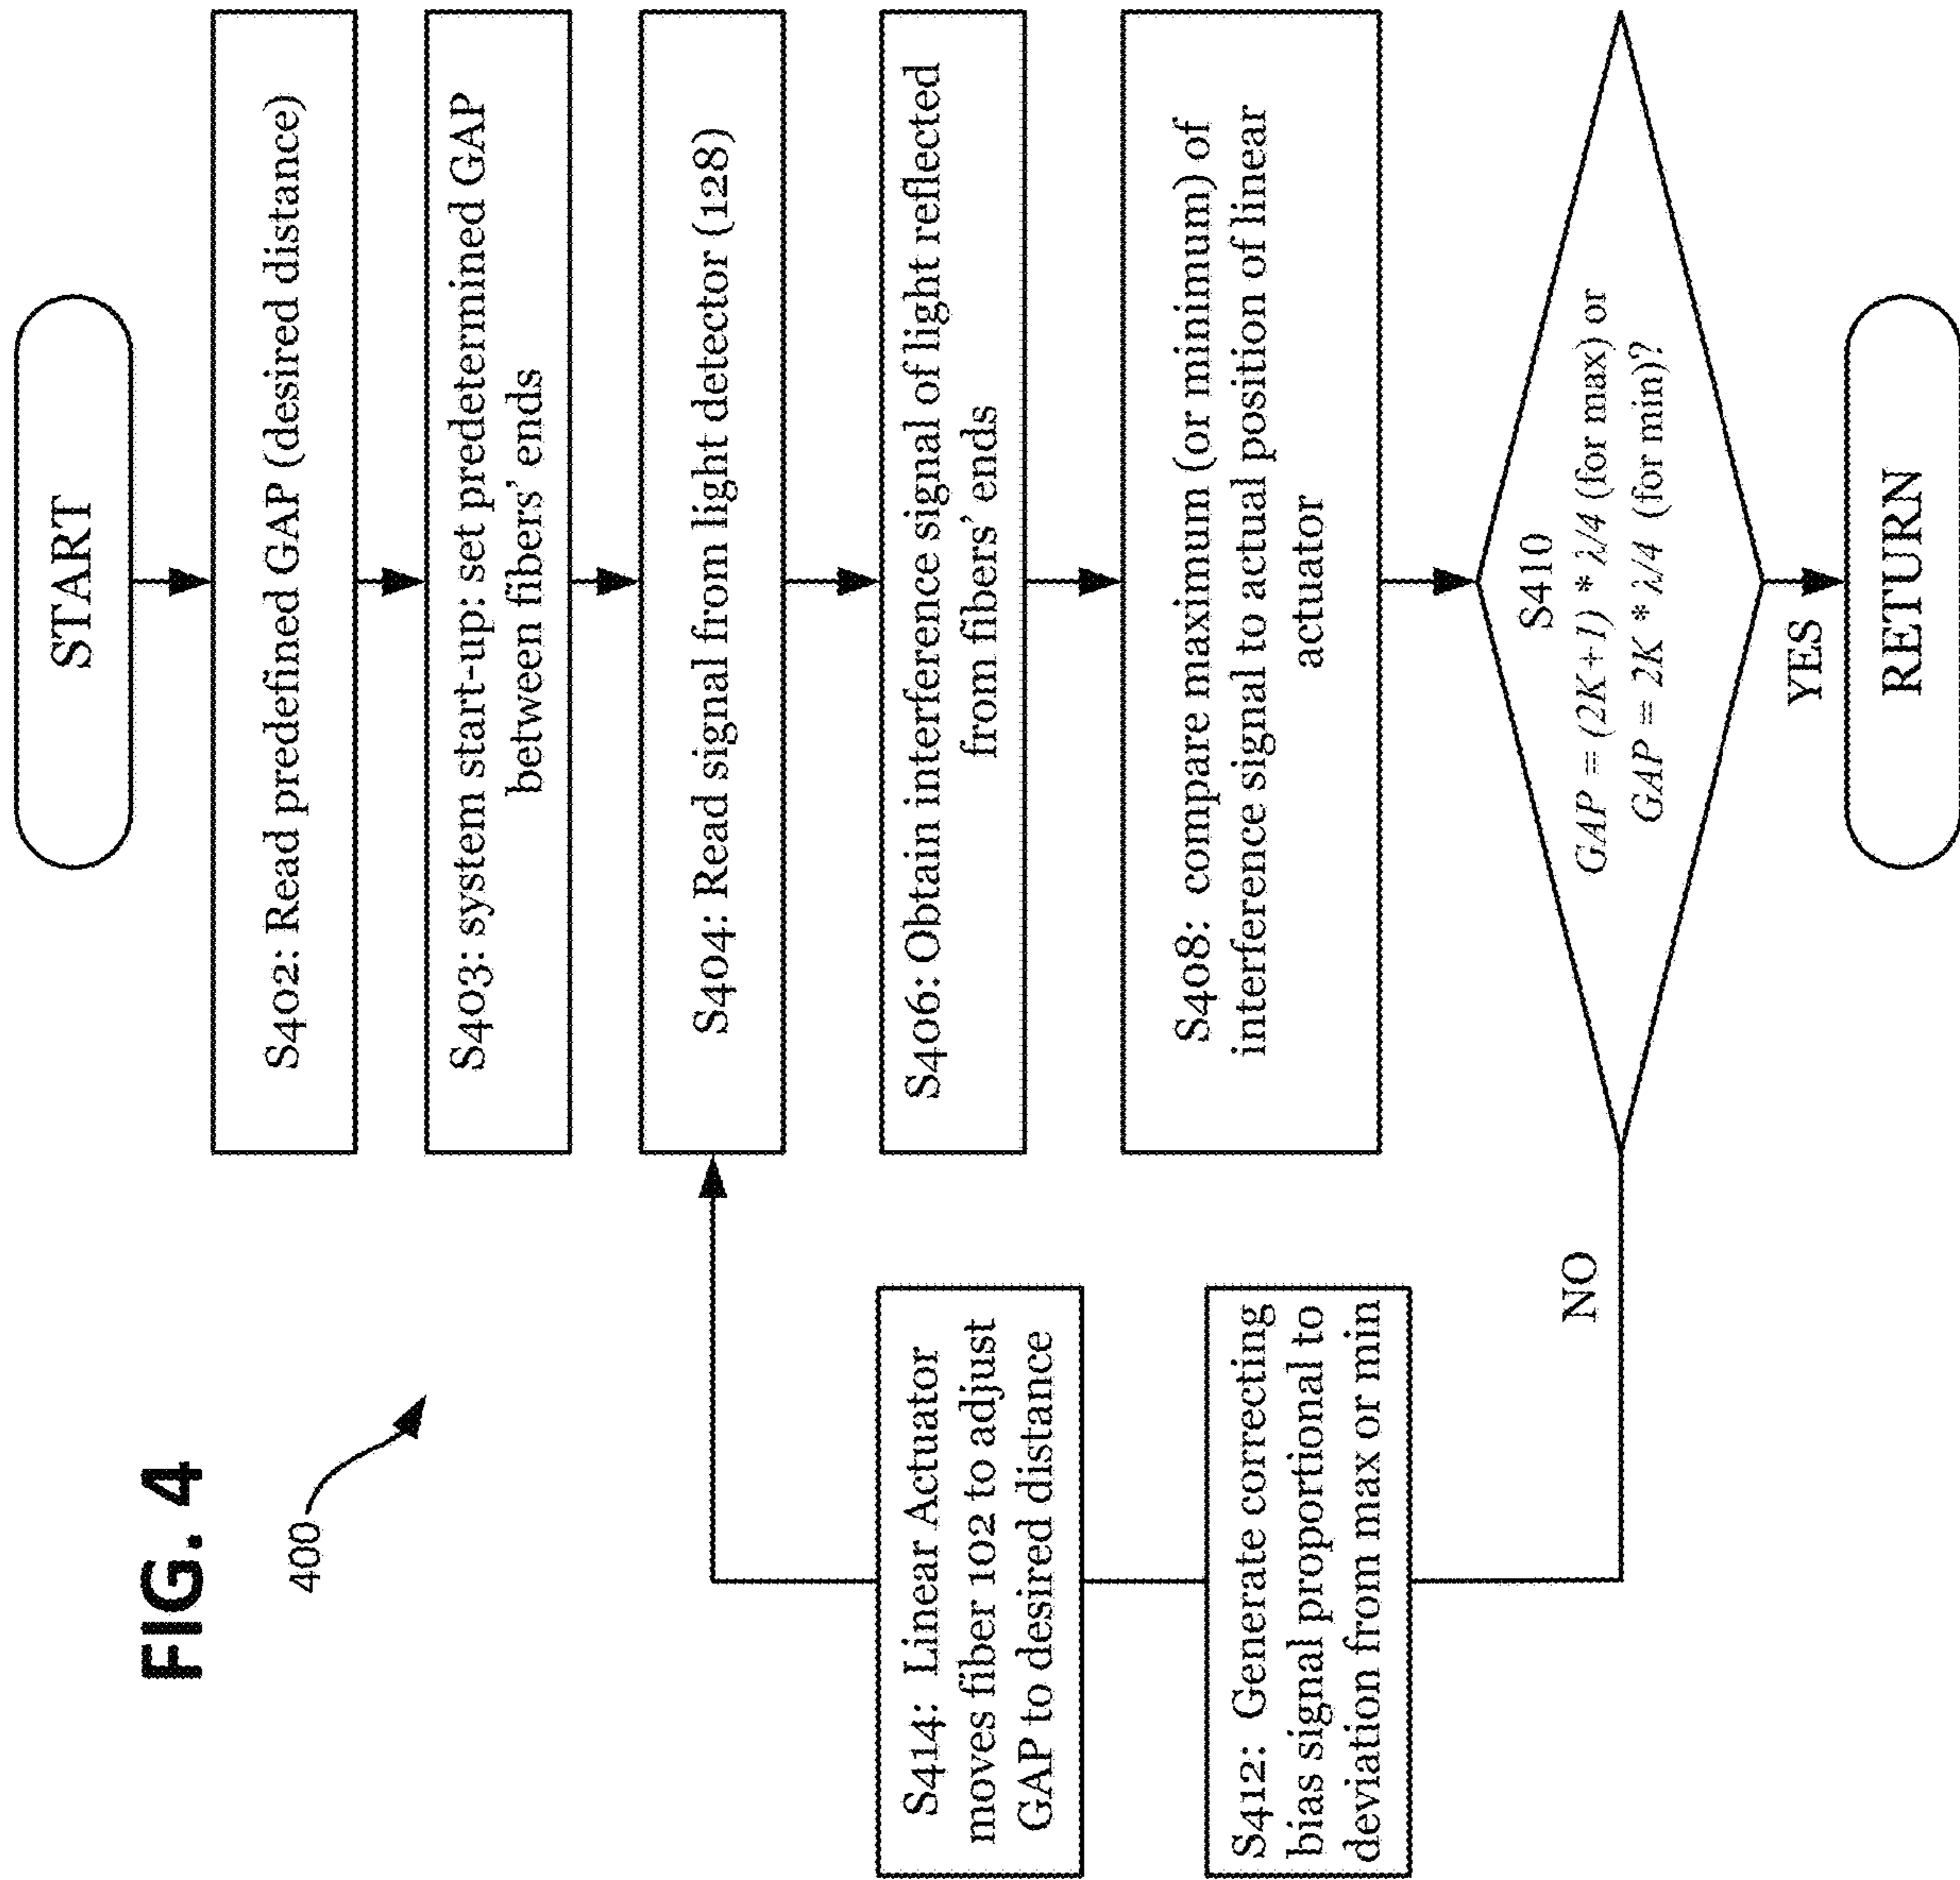 FIG. 4
400
START
S402: Read predefined GAP (desired distance)
S403: system start-up: set predetermined GAP
between fibers' ends
S404: Read signal from light detector (128)
S406: Obtain interference signal of light reflected
from fibers' ends
S408: compare maximum (or minimum) of
interference signal to actual position of linear
actuator
S410
GAP = (2K+1) * λ/4 (for max) or
GAP = 2K * λ/4 (for min)?
YES
RETURN
NO
S412: Generate correcting
bias signal proportional to
deviation from max or min
S414: Linear Actuator
moves fiber 102 to adjust
GAP to desired distance